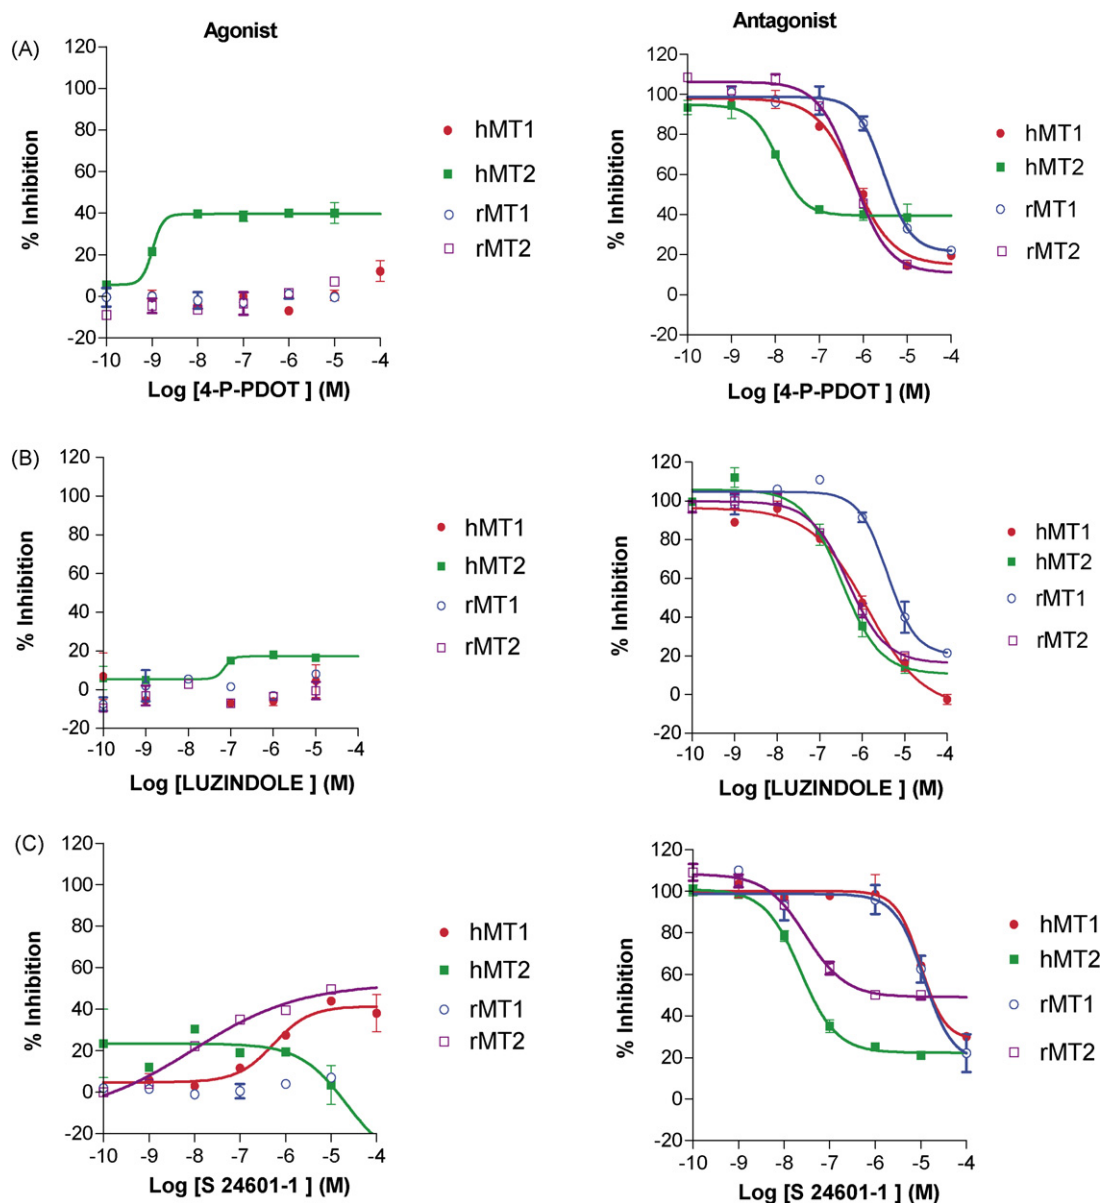 Agonist
Antagonist
(A)
120
100
80
60
40
20
0
-20
% Inhibition
-10 -9 -8 -7 -6 -5 -4
Log [4-P-PDOT ] (M)
hMT1
hMT2
rMT1
rMT2
120
100
80
60
40
20
0
-20
% Inhibition
-10 -9 -8 -7 -6 -5 -4
Log [4-P-PDOT ] (M)
hMT1
hMT2
rMT1
rMT2
(B)
120
100
80
60
40
20
0
-20
% Inhibition
-10 -9 -8 -7 -6 -5 -4
Log [LUZINDOLE ] (M)
hMT1
hMT2
rMT1
rMT2
120
100
80
60
40
20
0
-20
% Inhibition
-10 -9 -8 -7 -6 -5 -4
Log [LUZINDOLE ] (M)
hMT1
hMT2
rMT1
rMT2
(C)
120
100
80
60
40
20
0
-20
% Inhibition
-10 -9 -8 -7 -6 -5 -4
Log [S 24601-1 ] (M)
hMT1
hMT2
rMT1
rMT2
120
100
80
60
40
20
0
-20
% Inhibition
-10 -9 -8 -7 -6 -5 -4
Log [S 24601-1 ] (M)
hMT1
hMT2
rMT1
rMT2